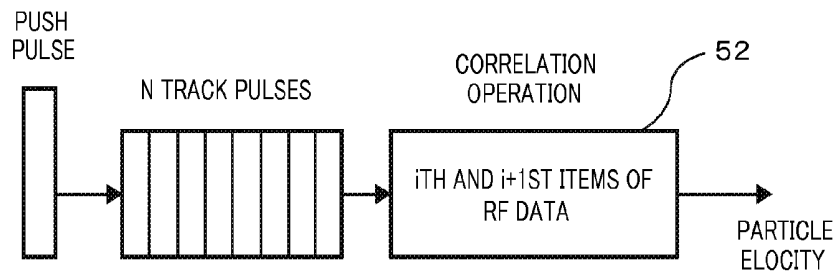 PUSH
PULSE
N TRACK PULSES
CORRELATION
OPERATION
52
iTH AND i+1ST ITEMS OF
RF DATA
PARTICLE
ELOCITY